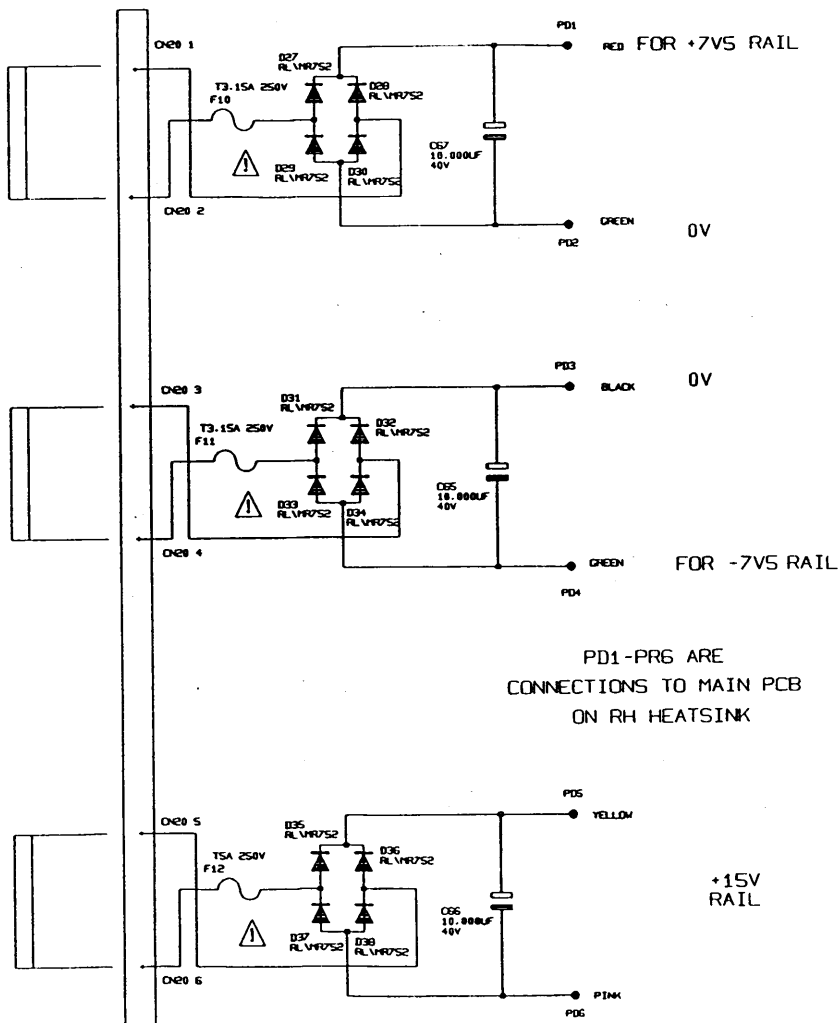 CN20 1
PD1
RED FOR +7V5 RAIL
D27
RL\MR752
T3.15A 250V
F10
D28
RL\MR752
C67
10.000UF
40V
D29
RL\MR752
D30
RL\MR752
CN20 2
GREEN 0V
PD2
CN20 3
PD3
BLACK 0V
D31
RL\MR752
T3.15A 250V
F11
D32
RL\MR752
C65
10.000UF
40V
D33
RL\MR752
D34
RL\MR752
CN20 4
GREEN FOR -7V5 RAIL
PD4
PD1-PR6 ARE
CONNECTIONS TO MAIN PCB
ON RH HEATSINK
CN20 5
PD5
YELLOW
D35
RL\MR752
T5A 250V
F12
D36
RL\MR752
+15V
RAIL
C66
10.000UF
40V
D37
RL\MR752
D38
RL\MR752
CN20 6
PINK
PD6